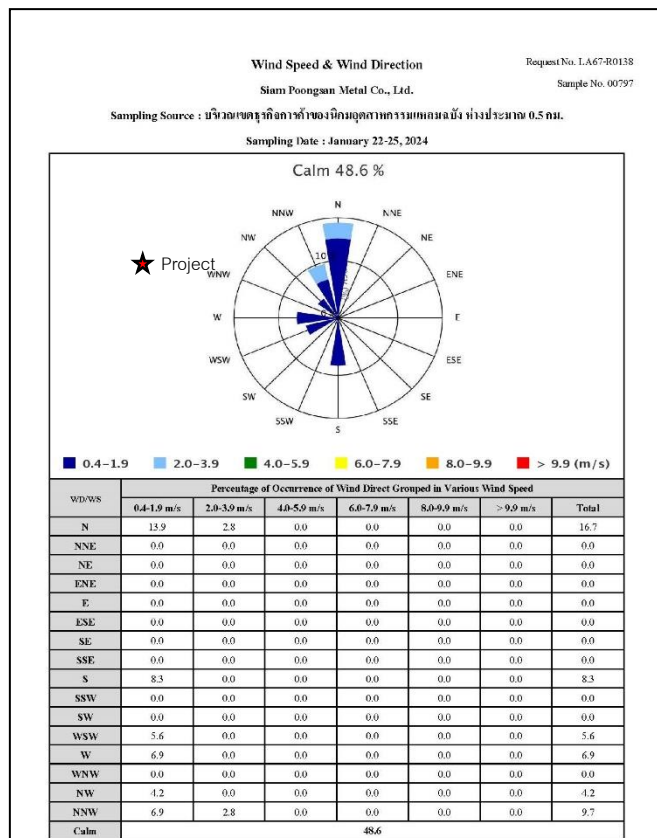 Wind Speed & Wind Direction
Request No. LA67-R0138
Siam Poongsan Metal Co., Ltd.
Sample No. 00797
Sampling Source : บริเวณเขตธุรกิจการค้าของนิคมอุตสาหกรรมแหลมฉบัง ห่างประมาณ 0.5 กม.
Sampling Date : January 22-25, 2024
Calm 48.6 %
N
NNW
NNE
NW
NE
Project
10
WNW
ENE
W
E
WSW
ESE
SW
SE
SSW
SSE
S
0.4-1.9 2.0-3.9 4.0-5.9 6.0-7.9 8.0-9.9 > 9.9 (m/s)
WD/WS Percentage of Occurrence of Wind Direct Grouped in Various Wind Speed
0.4-1.9 m/s 2.0-3.9 m/s 4.0-5.9 m/s 6.0-7.9 m/s 8.0-9.9 m/s > 9.9 m/s Total
N 13.9 2.8 0.0 0.0 0.0 0.0 16.7
NNE 0.0 0.0 0.0 0.0 0.0 0.0 0.0
NE 0.0 0.0 0.0 0.0 0.0 0.0 0.0
ENE 0.0 0.0 0.0 0.0 0.0 0.0 0.0
E 0.0 0.0 0.0 0.0 0.0 0.0 0.0
ESE 0.0 0.0 0.0 0.0 0.0 0.0 0.0
SE 0.0 0.0 0.0 0.0 0.0 0.0 0.0
SSE 0.0 0.0 0.0 0.0 0.0 0.0 0.0
S 8.3 0.0 0.0 0.0 0.0 0.0 8.3
SSW 0.0 0.0 0.0 0.0 0.0 0.0 0.0
SW 0.0 0.0 0.0 0.0 0.0 0.0 0.0
WSW 5.6 0.0 0.0 0.0 0.0 0.0 5.6
W 6.9 0.0 0.0 0.0 0.0 0.0 6.9
WNW 0.0 0.0 0.0 0.0 0.0 0.0 0.0
NW 4.2 0.0 0.0 0.0 0.0 0.0 4.2
NNW 6.9 2.8 0.0 0.0 0.0 0.0 9.7
Calm 48.6